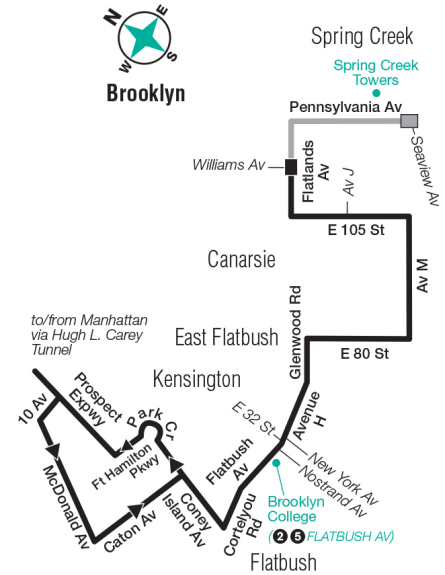 N
E
W
S
Brooklyn
Spring Creek
Spring Creek
Towers
Pennsylvania Av
Seaview Av
Williams Av
Flatlands
Av
Av J
E 105 St
Canarsie
Av M
Glenwood Rd
to/from Manhattan
via Hugh L. Carey
Tunnel
East Flatbush
E 80 St
Kensington
Prospect
Expwy
Park Cr
10 Av
E 32 St
Avenue
H
Ft Hamilton
Pkwy
Flatbush
Av
New York Av
Nostrand Av
McDonald Av
Caton Av
Coney
Island Av
Cortelyou
Rd
Brooklyn
College
(2 5 FLATBUSH AV)
Flatbush